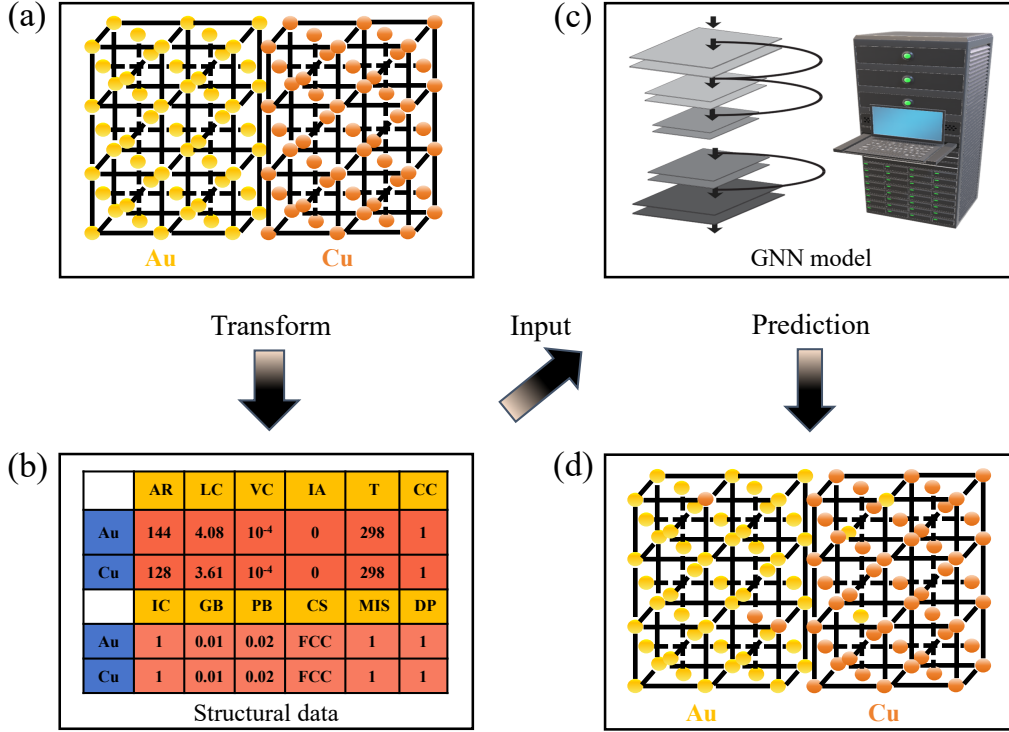 (a)
Au Cu
Transform
Input
(b)
AR LC VC IA T CC
Au 144 4.08 10⁻⁴ 0 298 1
Cu 128 3.61 10⁻⁴ 0 298 1
IC GB PB CS MIS DP
Au 1 0.01 0.02 FCC 1 1
Cu 1 0.01 0.02 FCC 1 1
Structural data
(c)
GNN model
Prediction
(d)
Au Cu